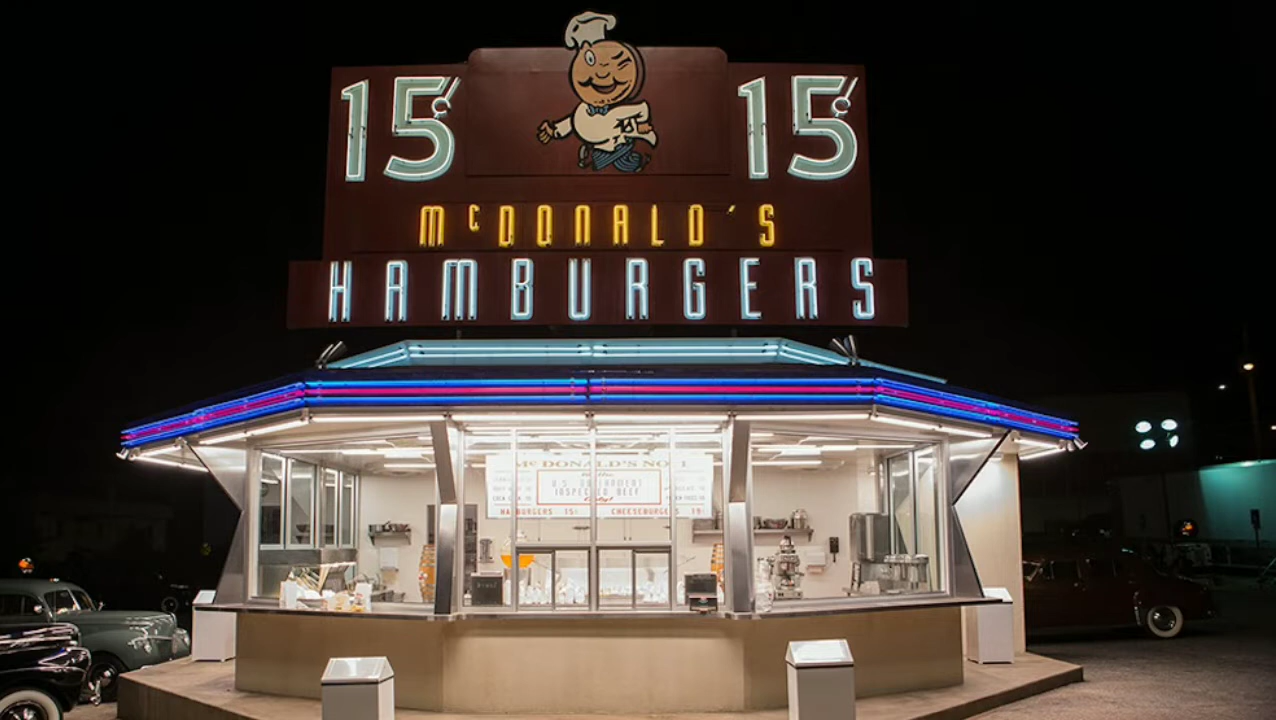 15¢ 15¢
McDONALD'S
HAMBURGERS
McDONALD'S NO. 1
U.S. GOVERNMENT
INSPECTED BEEF
HAMBURGERS 15¢ CHEESEBURGERS 19¢